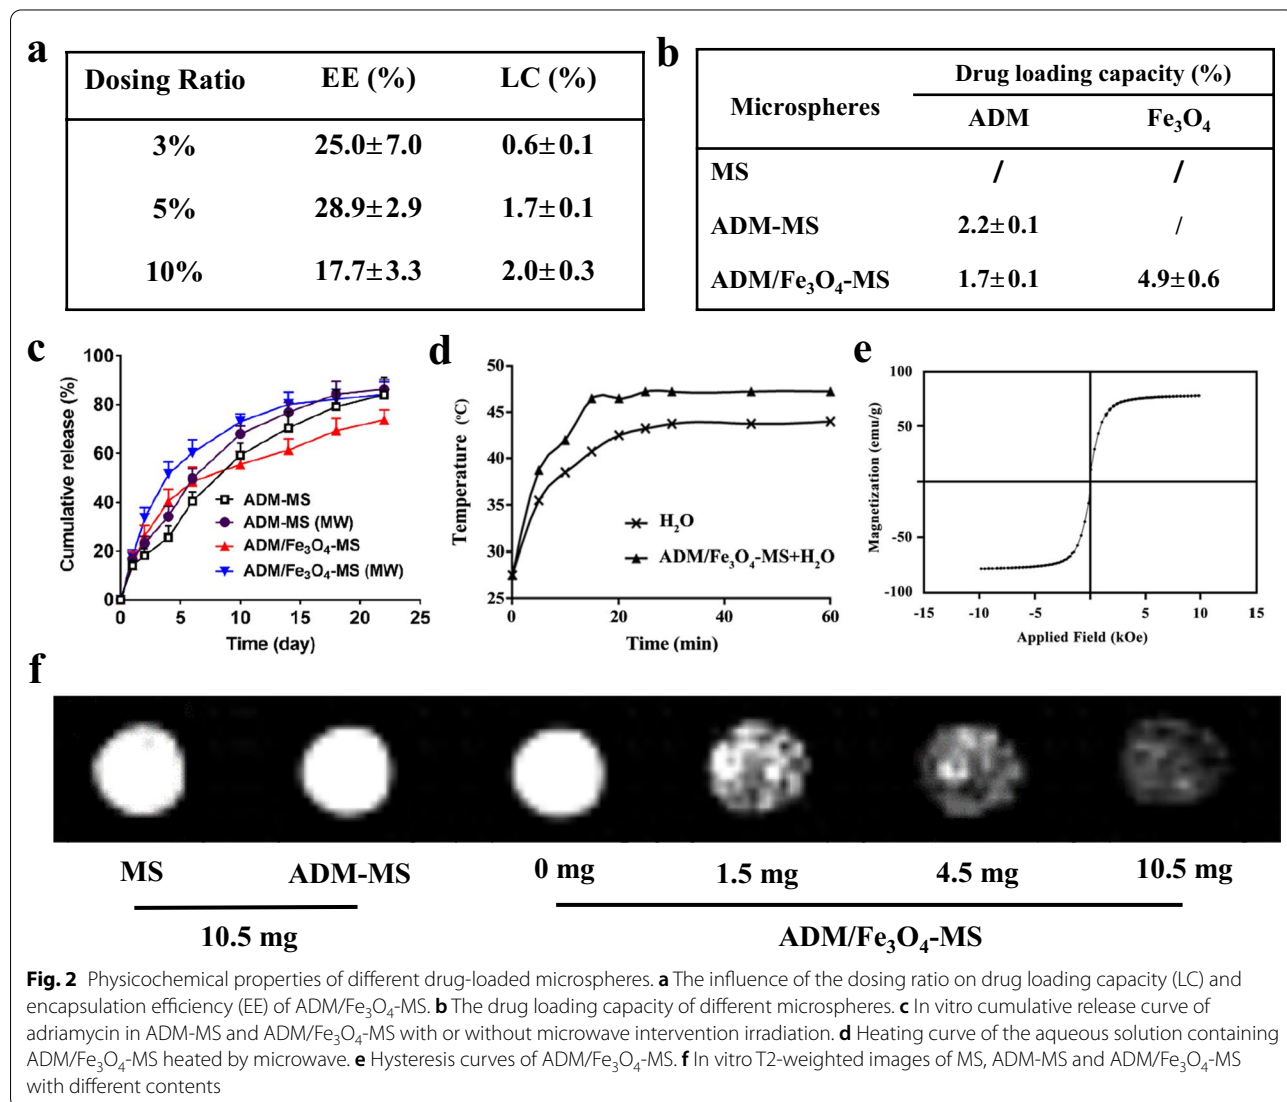 a
Dosing Ratio EE (%) LC (%)
3% 25.0±7.0 0.6±0.1
5% 28.9±2.9 1.7±0.1
10% 17.7±3.3 2.0±0.3
b
Microspheres Drug loading capacity (%)
ADM Fe₃O₄
MS / /
ADM-MS 2.2±0.1 /
ADM/Fe₃O₄-MS 1.7±0.1 4.9±0.6
c
Cumulative release (%)
100
80
60
40
20
0
0 5 10 15 20 25
Time (day)
ADM-MS
ADM-MS (MW)
ADM/Fe₃O₄-MS
ADM/Fe₃O₄-MS (MW)
d
Temperature (°C)
50
45
40
35
30
25
0 20 40 60
Time (min)
H₂O
ADM/Fe₃O₄-MS+H₂O
e
Magnetization (emu/g)
100
50
0
-50
-100
-15 -10 -5 0 5 10 15
Applied Field (kOe)
f
MS ADM-MS 0 mg 1.5 mg 4.5 mg 10.5 mg
10.5 mg ADM/Fe₃O₄-MS
Fig. 2 Physicochemical properties of different drug-loaded microspheres. a The influence of the dosing ratio on drug loading capacity (LC) and
encapsulation efficiency (EE) of ADM/Fe₃O₄-MS. b The drug loading capacity of different microspheres. c In vitro cumulative release curve of
adriamycin in ADM-MS and ADM/Fe₃O₄-MS with or without microwave intervention irradiation. d Heating curve of the aqueous solution containing
ADM/Fe₃O₄-MS heated by microwave. e Hysteresis curves of ADM/Fe₃O₄-MS. f In vitro T2-weighted images of MS, ADM-MS and ADM/Fe₃O₄-MS
with different contents